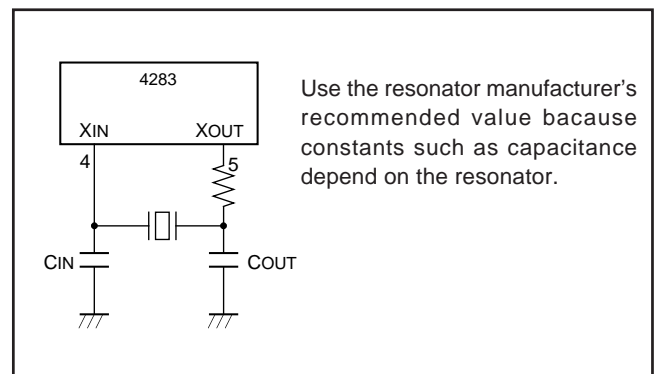 4283
XIN XOUT
4 5
CIN COUT
Use the resonator manufacturer's
recommended value bacause
constants such as capacitance
depend on the resonator.